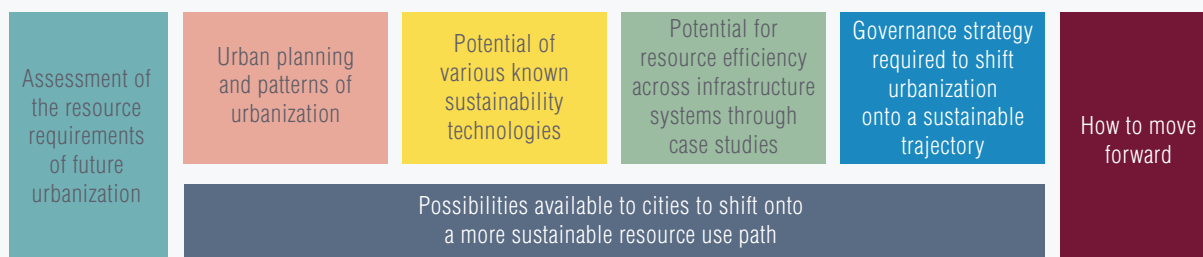 Assessment of
the resource
requirements
of future
urbanization
Urban planning
and patterns of
urbanization
Potential of
various known
sustainability
technologies
Potential for
resource efficiency
across infrastructure
systems through
case studies
Governance strategy
required to shift
urbanization
onto a sustainable
trajectory
Possibilities available to cities to shift onto
a more sustainable resource use path
How to move
forward